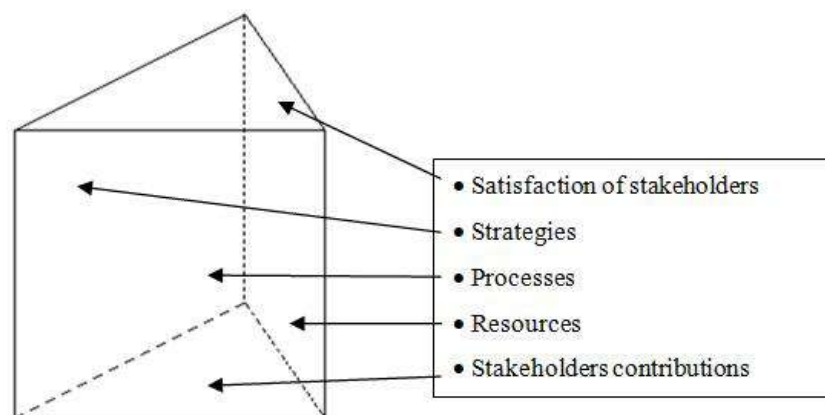 • Satisfaction of stakeholders
• Strategies
• Processes
• Resources
• Stakeholders contributions